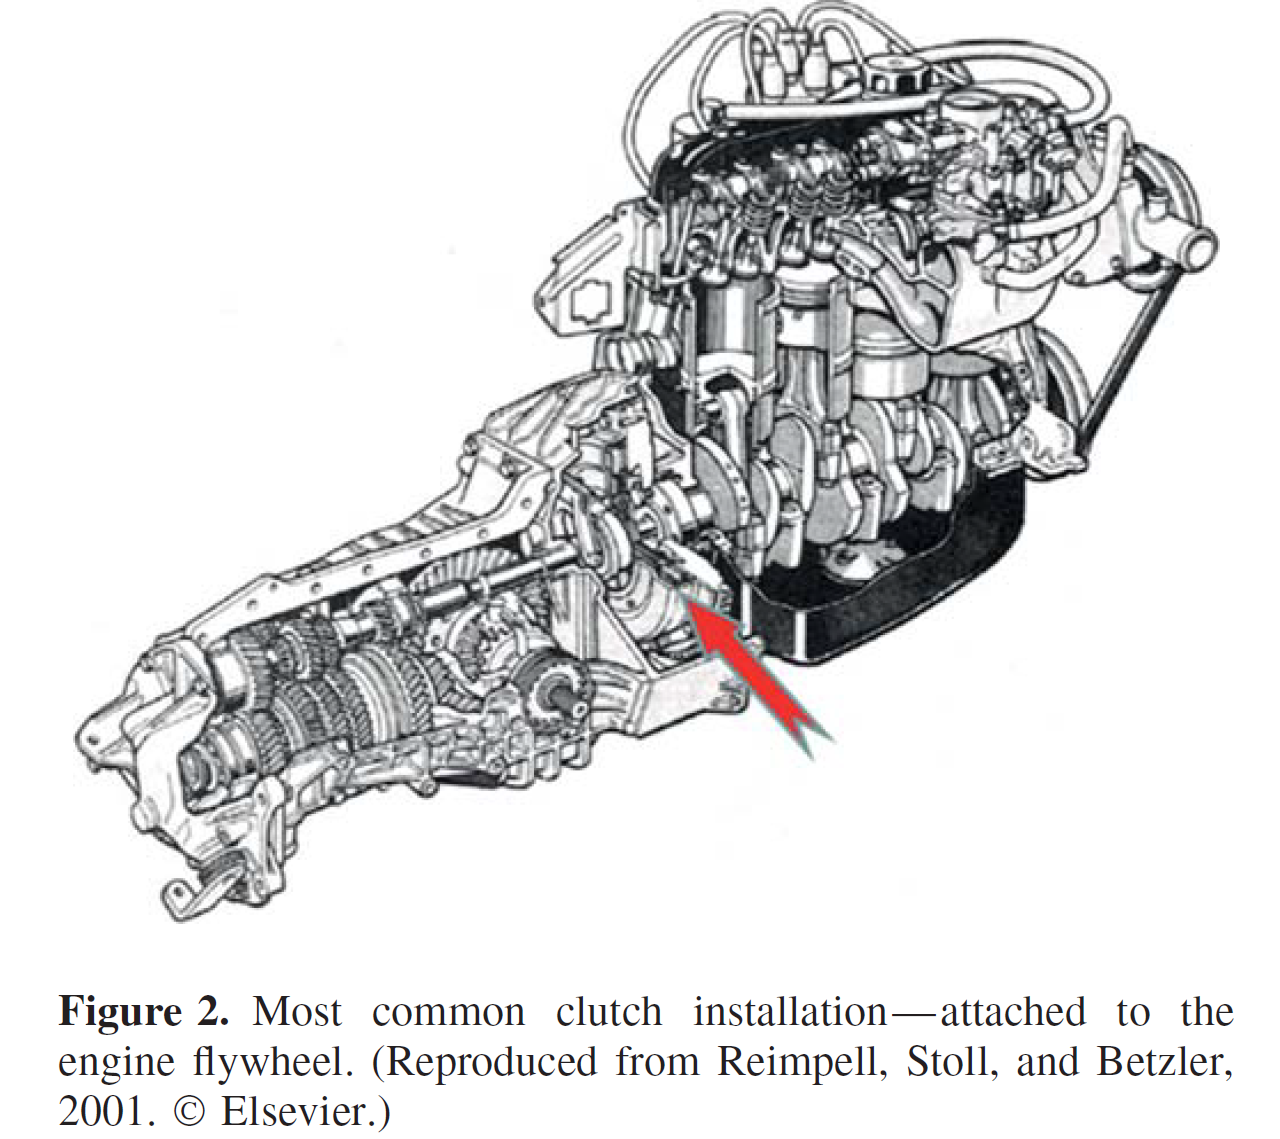 Figure 2. Most common clutch installation—attached to the
engine flywheel. (Reproduced from Reimpell, Stoll, and Betzler,
2001. © Elsevier.)